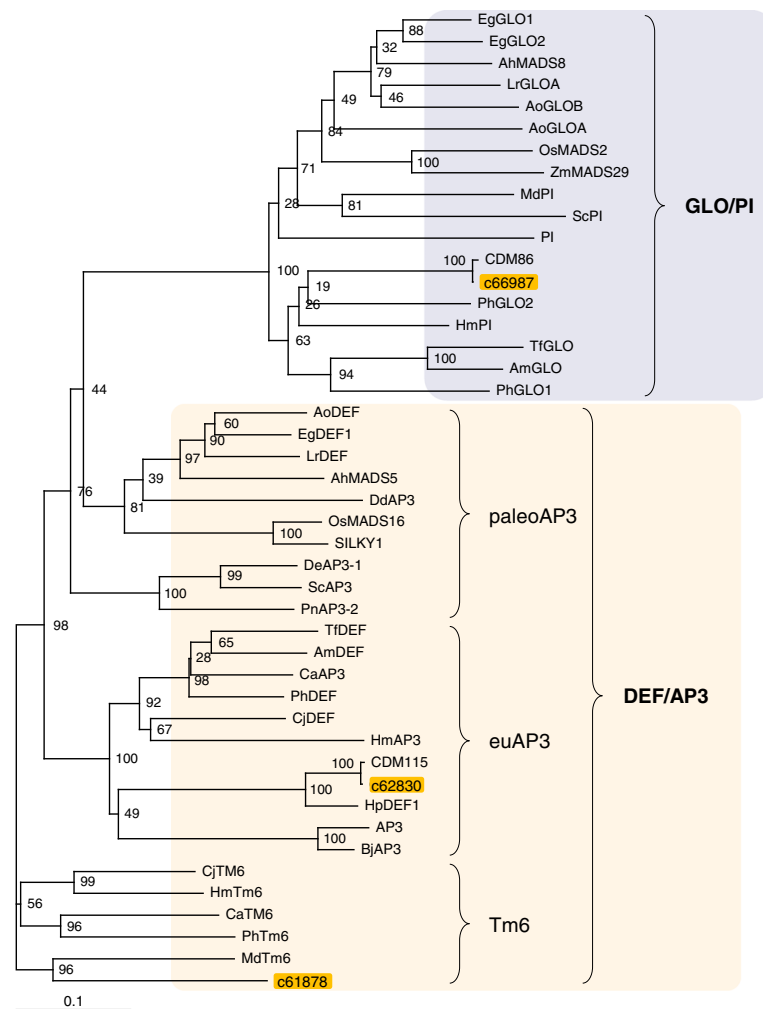 EgGLO1
88
EgGLO2
32
AhMADS8
79
LrGLOA
49
46
AoGLOB
84
AoGLOA
OsMADS2
100
71
ZmMADS29
MdPI
28
81
GLO/PI
ScPI
PI
100
CDM86
100
c66987
19
26
PhGLO2
HmPI
63
TfGLO
100
AmGLO
94
44
PhGLO1
AoDEF
60
EgDEF1
90
97
LrDEF
39
AhMADS5
76
DdAP3
81
paleoAP3
OsMADS16
100
SILKY1
DeAP3-1
99
100
ScAP3
PnAP3-2
98
TfDEF
65
AmDEF
28
CaAP3
98
PhDEF
DEF/AP3
92
CjDEF
67
HmAP3
euAP3
100
100
CDM115
c62830
100
HpDEF1
49
AP3
100
BjAP3
CjTM6
99
HmTm6
56
CaTM6
96
Tm6
PhTm6
MdTm6
96
c61878
0.1